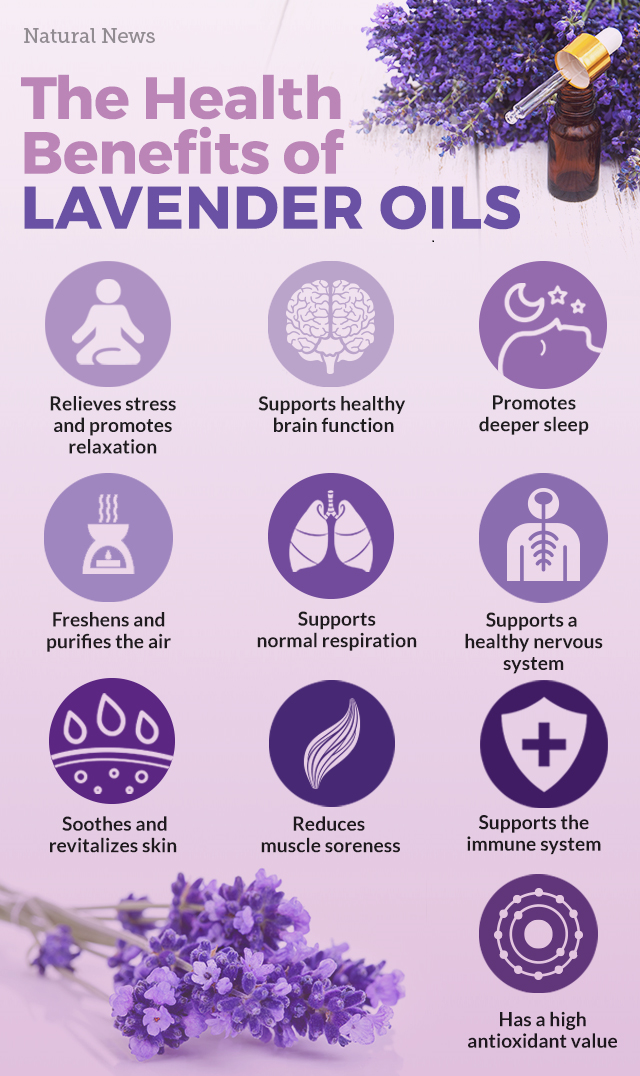 Natural News
The Health
Benefits of
LAVENDER OILS
Relieves stress
and promotes
relaxation
Supports healthy
brain function
Promotes
deeper sleep
Freshens and
purifies the air
Supports
normal respiration
Supports a
healthy nervous
system
Soothes and
revitalizes skin
Reduces
muscle soreness
Supports the
immune system
Has a high
antioxidant value